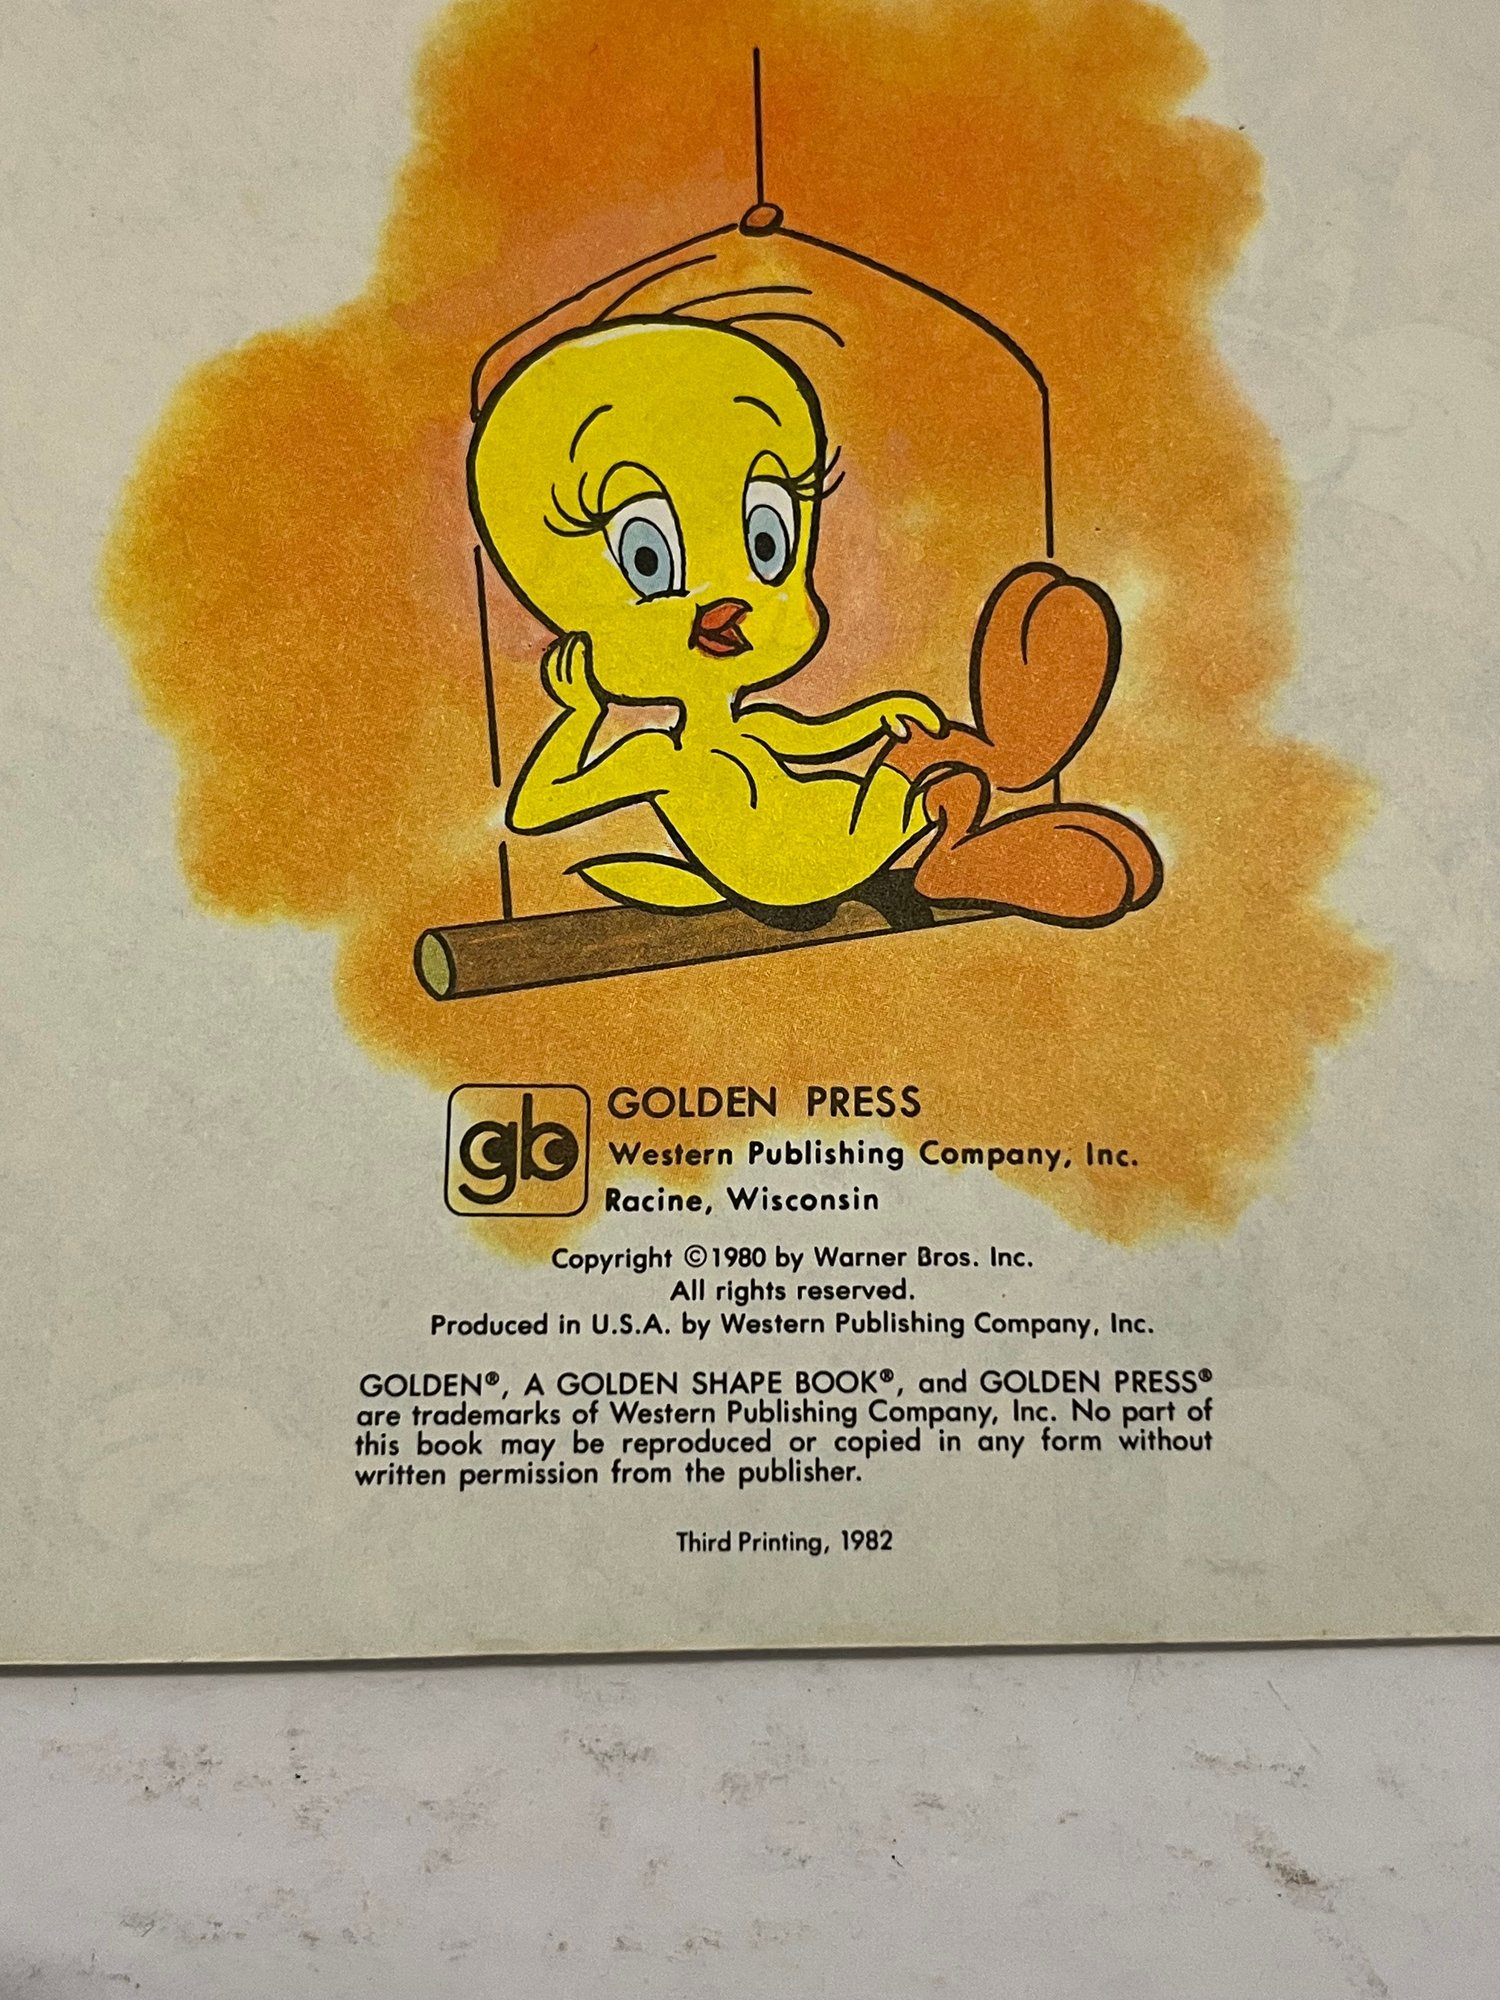 gb
GOLDEN PRESS
Western Publishing Company, Inc.
Racine, Wisconsin
Copyright ©1980 by Warner Bros. Inc.
All rights reserved.
Produced in U.S.A. by Western Publishing Company, Inc.
GOLDEN®, A GOLDEN SHAPE BOOK®, and GOLDEN PRESS®
are trademarks of Western Publishing Company, Inc. No part of
this book may be reproduced or copied in any form without
written permission from the publisher.
Third Printing, 1982